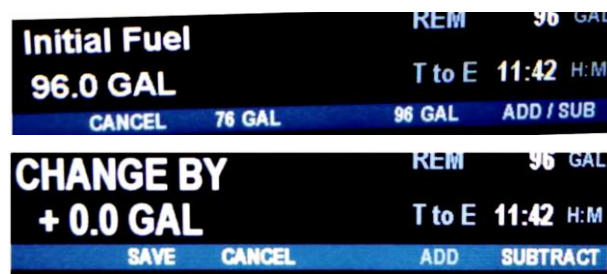 Initial Fuel
96.0 GAL
REM 96 GAL
T to E 11:42 H:M
CANCEL 76 GAL 96 GAL ADD / SUB
CHANGE BY
+ 0.0 GAL
REM 96 GAL
T to E 11:42 H:M
SAVE CANCEL ADD SUBTRACT